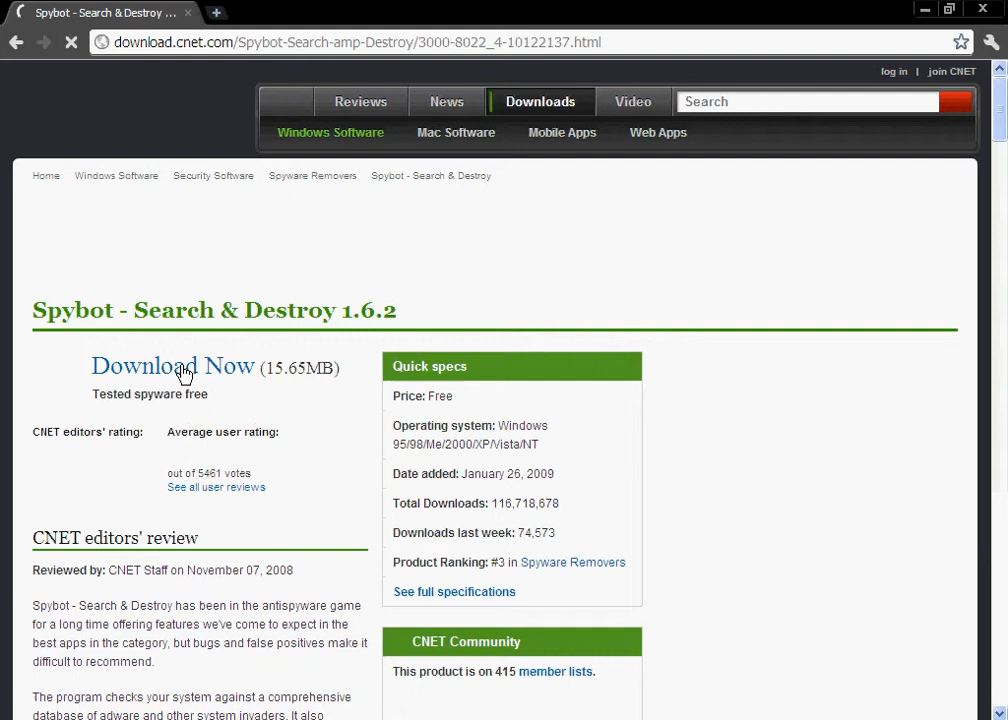 Spybot - Search & Destroy ...
download.cnet.com/Spybot-Search-amp-Destroy/3000-8022_4-10122137.html
log in | join CNET
Reviews News Downloads Video Search
Windows Software Mac Software Mobile Apps Web Apps
Home Windows Software Security Software Spyware Removers Spybot - Search & Destroy
Spybot - Search & Destroy 1.6.2
Download Now (15.65MB)
Tested spyware free
CNET editors' rating: Average user rating:
out of 5461 votes
See all user reviews
CNET editors' review
Reviewed by: CNET Staff on November 07, 2008
Spybot - Search & Destroy has been in the antispyware game
for a long time offering features we've come to expect in the
best apps in the category, but bugs and false positives make it
difficult to recommend.
The program checks your system against a comprehensive
database of adware and other system invaders. It also
Quick specs
Price: Free
Operating system: Windows
95/98/Me/2000/XP/Vista/NT
Date added: January 26, 2009
Total Downloads: 116,718,678
Downloads last week: 74,573
Product Ranking: #3 in Spyware Removers
See full specifications
CNET Community
This product is on 415 member lists.